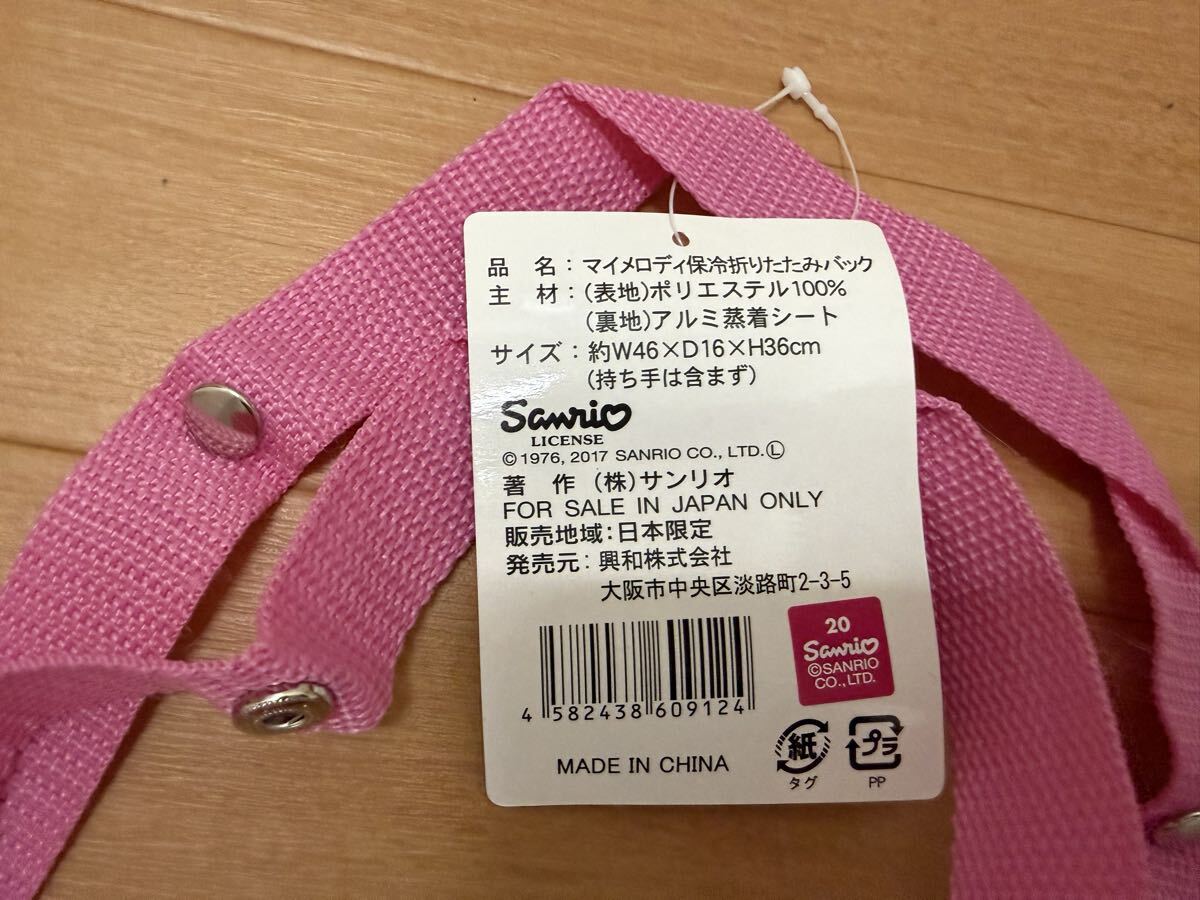 品 名：マイメロディ保冷折りたたみバック
主 材：(表地)ポリエステル100%
(裏地)アルミ蒸着シート
サイズ：約W46×D16×H36cm
(持ち手は含まず)
Sanrio
LICENSE
©1976, 2017 SANRIO CO., LTD.Ⓛ
著 作 (株)サンリオ
FOR SALE IN JAPAN ONLY
販売地域：日本限定
発売元：興和株式会社
大阪市中央区淡路町2-3-5
20
Sanrio
©SANRIO
CO., LTD.
4 582438 609124
MADE IN CHINA
紙
タグ
プラ
PP